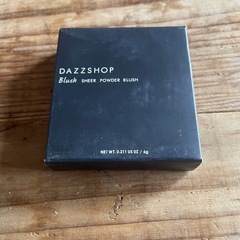 DAZZSHOP
Blush SHEER POWDER BLUSH
NET WT. 0.211 US OZ / 6g